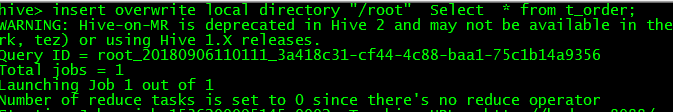 hive> insert overwrite local directory "/root"  Select  * from t_order;
WARNING: Hive-on-MR is deprecated in Hive 2 and may not be available in the
rk, tez) or using Hive 1.X releases.
Query ID = root_20180906110111_3a418c31-cf44-4c88-baa1-75c1b14a9356
Total jobs = 1
Launching Job 1 out of 1
Number of reduce tasks is set to 0 since there's no reduce operator